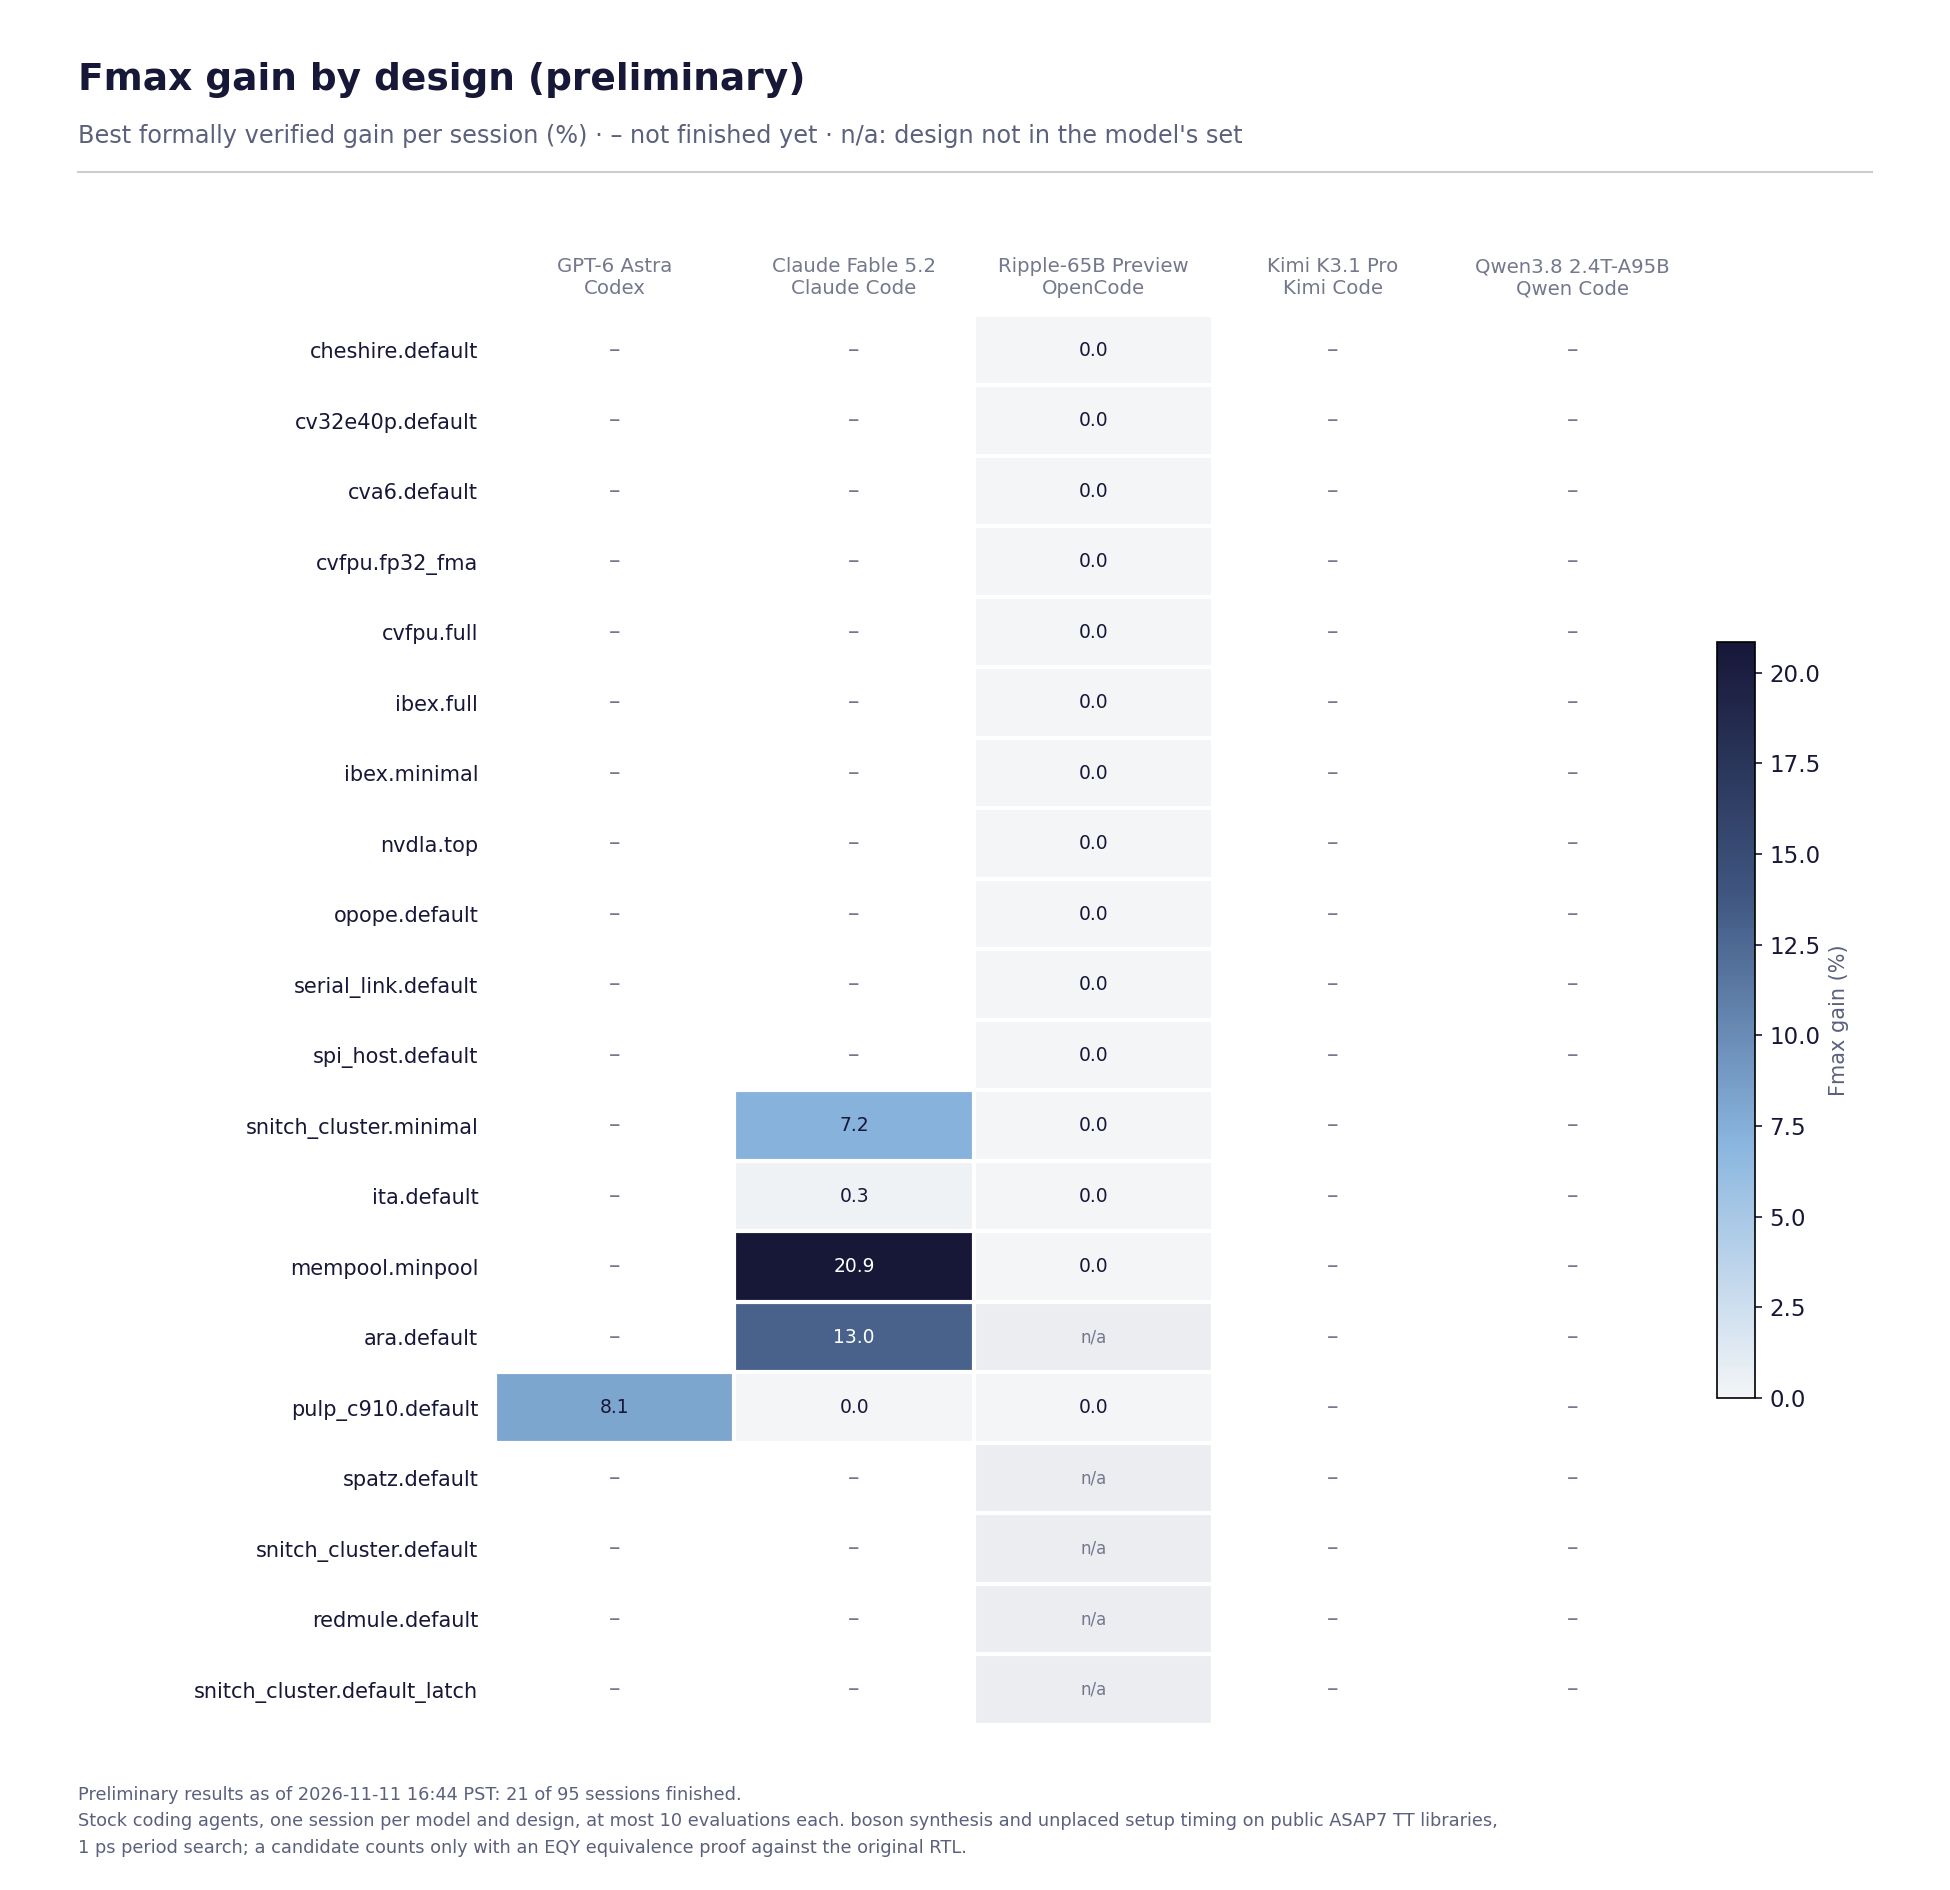 Fmax gain by design (preliminary)
Best formally verified gain per session (%) · – not finished yet · n/a: design not in the model's set
GPT-6 Astra Claude Fable 5.2 Ripple-65B Preview Kimi K3.1 Pro Qwen3.8 2.4T-A95B
Codex Claude Code OpenCode Kimi Code Qwen Code
cheshire.default – – 0.0 – –
cv32e40p.default – – 0.0 – –
cva6.default – – 0.0 – –
cvfpu.fp32_fma – – 0.0 – –
cvfpu.full – – 0.0 – –
ibex.full – – 0.0 – –
ibex.minimal – – 0.0 – –
nvdla.top – – 0.0 – –
opope.default – – 0.0 – –
serial_link.default – – 0.0 – –
spi_host.default – – 0.0 – –
snitch_cluster.minimal – 7.2 0.0 – –
ita.default – 0.3 0.0 – –
mempool.minpool – 20.9 0.0 – –
ara.default – 13.0 n/a – –
pulp_c910.default 8.1 0.0 0.0 – –
spatz.default – – n/a – –
snitch_cluster.default – – n/a – –
redmule.default – – n/a – –
snitch_cluster.default_latch – – n/a – –
20.0
17.5
15.0
12.5
10.0
7.5
5.0
2.5
0.0
Fmax gain (%)
Preliminary results as of 2026-11-11 16:44 PST: 21 of 95 sessions finished.
Stock coding agents, one session per model and design, at most 10 evaluations each. boson synthesis and unplaced setup timing on public ASAP7 TT libraries,
1 ps period search; a candidate counts only with an EQY equivalence proof against the original RTL.